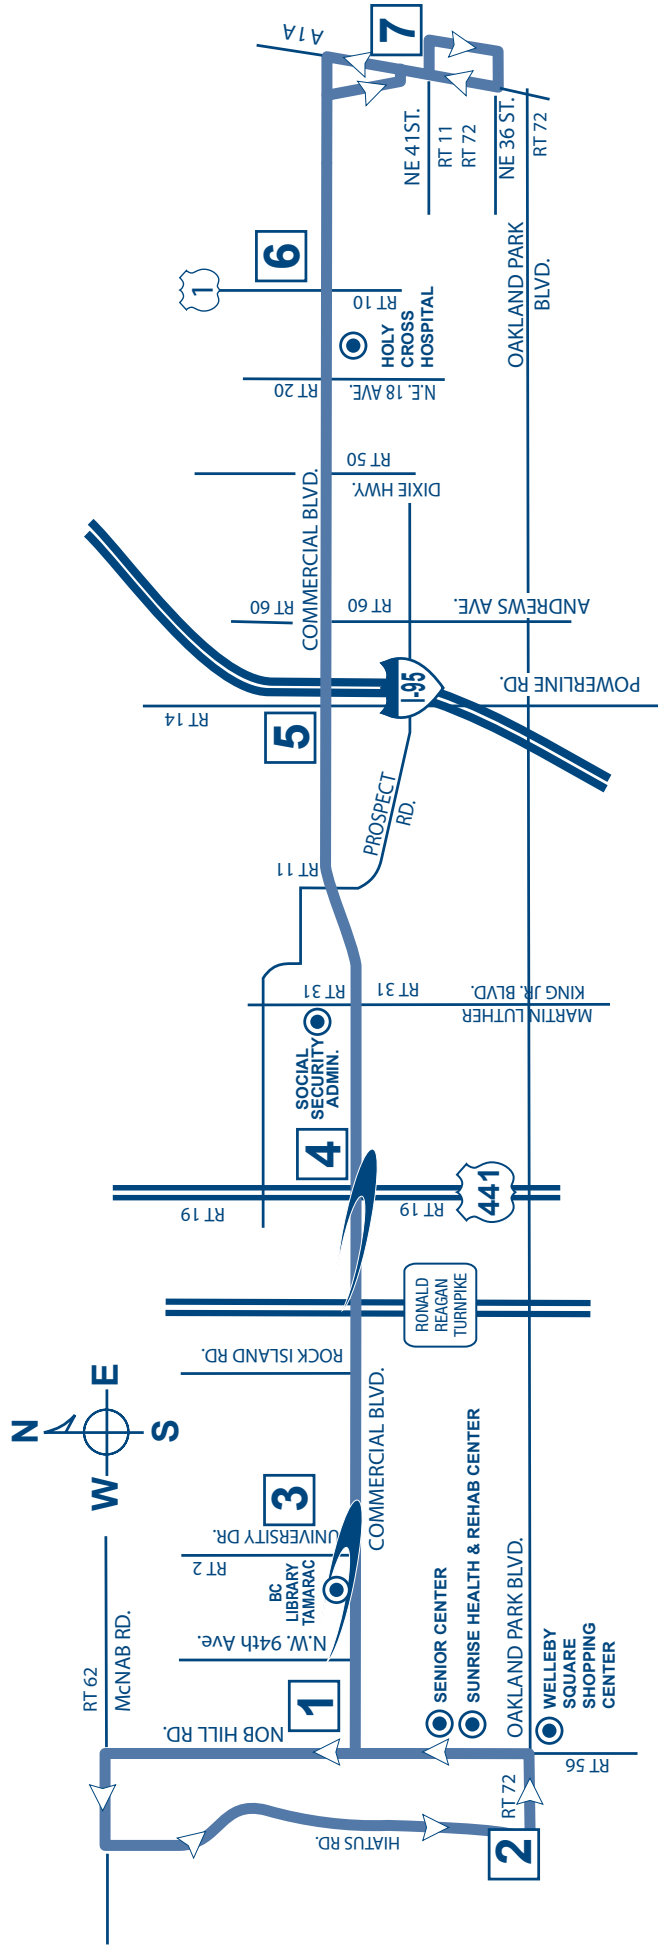 A1A
7
NE 41ST.
RT 11
RT 72
NE 36 ST.
RT 72
6
1
RT 10
OAKLAND PARK
BLVD.
HOLY
CROSS
HOSPITAL
RT 20
N.E. 18 AVE.
RT 50
DIXIE HWY.
COMMERCIAL BLVD.
RT 60
RT 60
ANDREWS AVE.
I-95
POWERLINE RD.
RT 14
5
PROSPECT
RD.
RT 11
RT 31
RT 31
MARTIN LUTHER
KING JR. BLVD.
SOCIAL
SECURITY
ADMIN.
4
RT 19
RT 19
441
RONALD
REAGAN
TURNPIKE
ROCK ISLAND RD.
N
E
S
W
COMMERCIAL BLVD.
3
UNIVERSITY DR.
RT 2
BC
LIBRARY
TAMARAC
N.W. 94th Ave.
RT 62
McNAB RD.
1
NOB HILL RD.
SENIOR CENTER
SUNRISE HEALTH & REHAB CENTER
OAKLAND PARK BLVD.
WELLEBY
SQUARE
SHOPPING
CENTER
RT 56
RT 72
HIATUS RD.
2